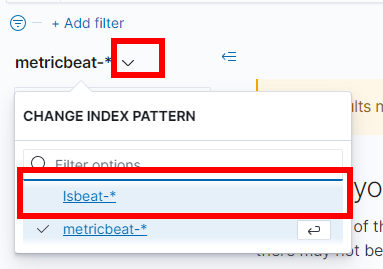 + Add filter
metricbeat-*
ults n
CHANGE INDEX PATTERN
Filter options
yo
lsbeat-*
metricbeat-*
of th
there may not be